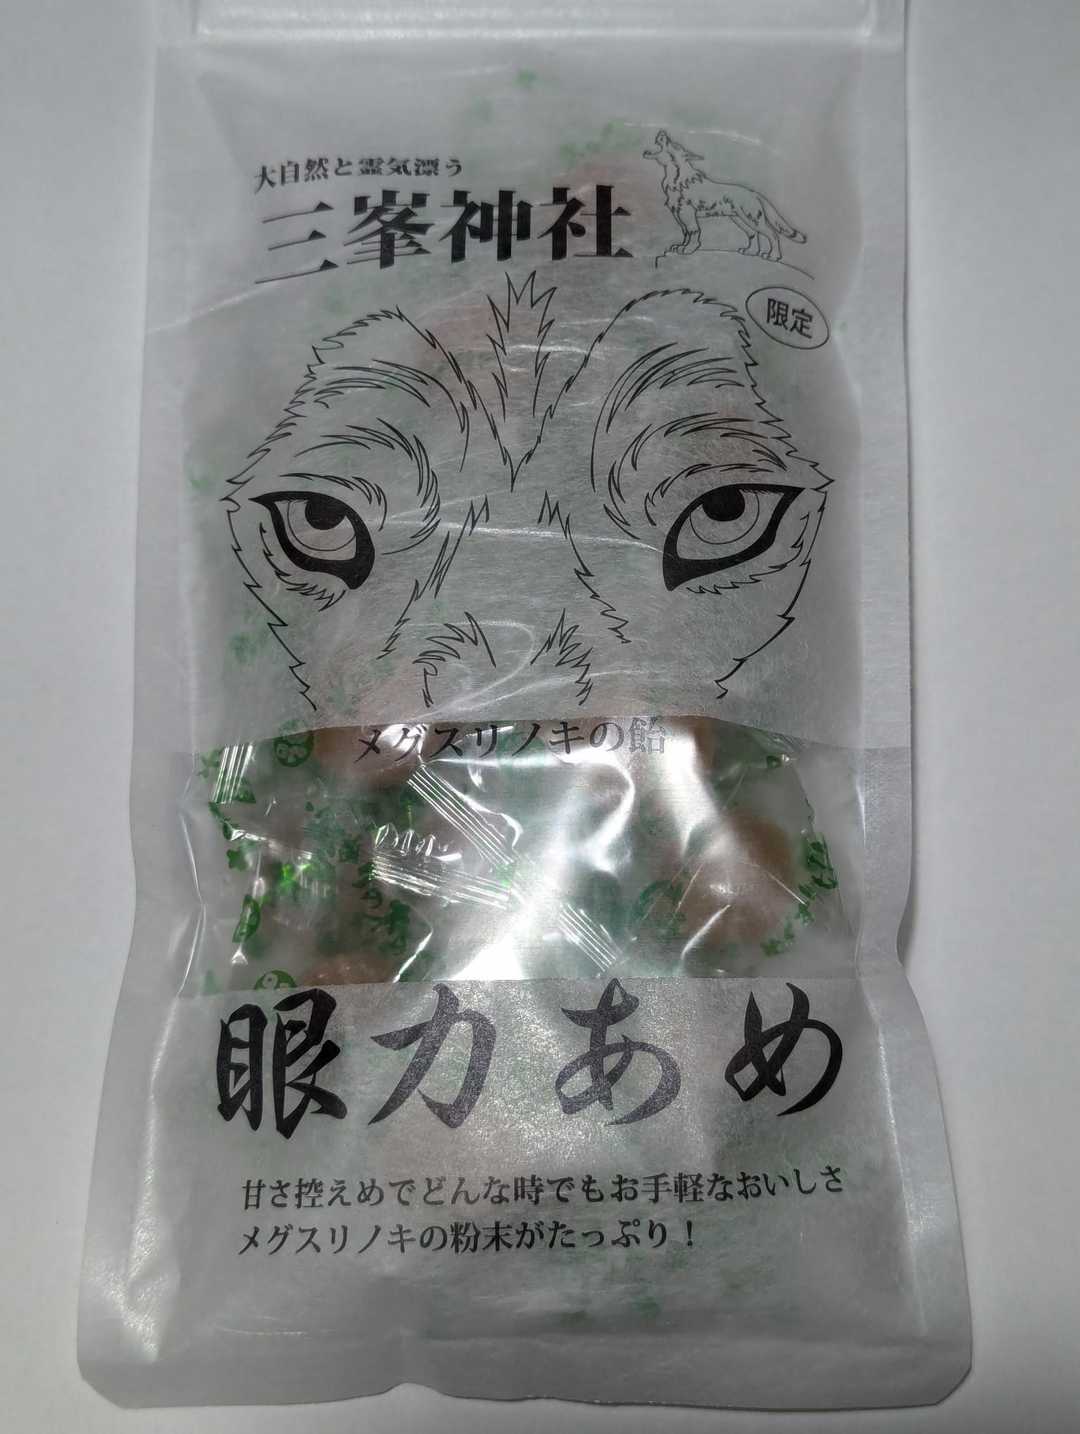 大自然と霊気漂う
三峯神社
限定
メグスリノキの飴
眼力あめ
甘さ控えめでどんな時でもお手軽なおいしさ
メグスリノキの粉末がたっぷり！